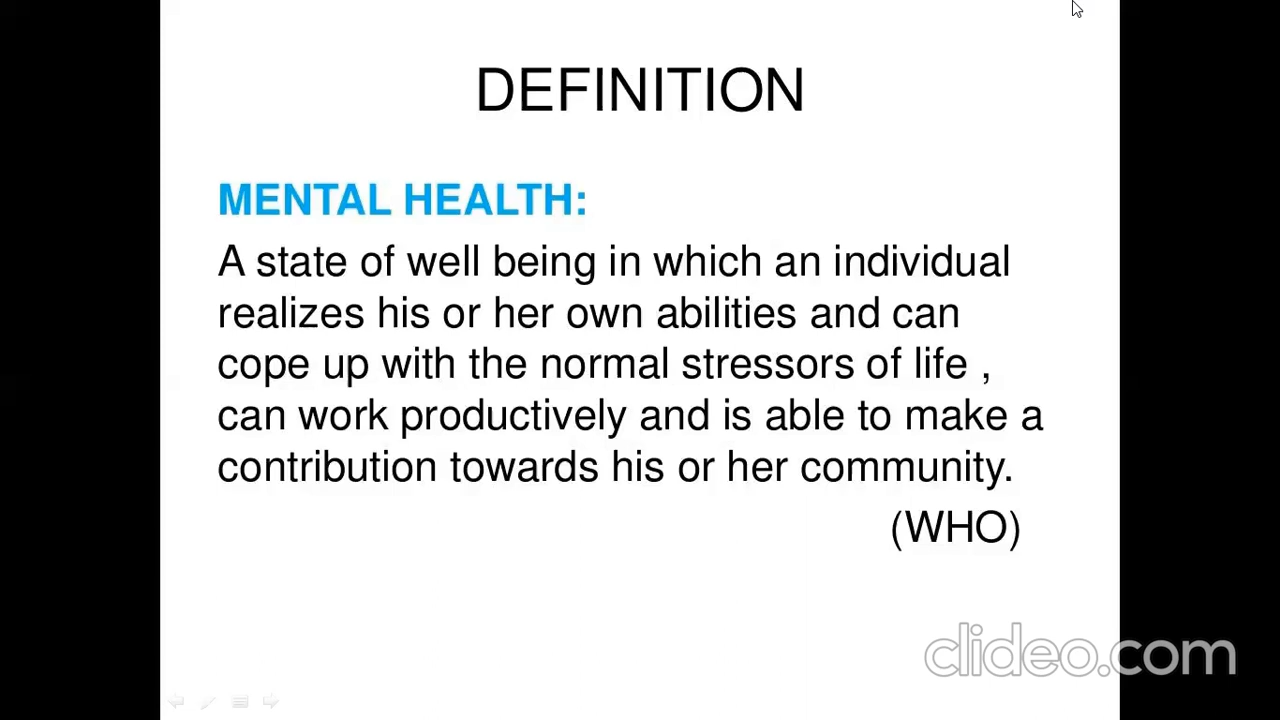 DEFINITION
MENTAL HEALTH:
A state of well being in which an individual
realizes his or her own abilities and can
cope up with the normal stressors of life ,
can work productively and is able to make a
contribution towards his or her community.
(WHO)
clideo.com